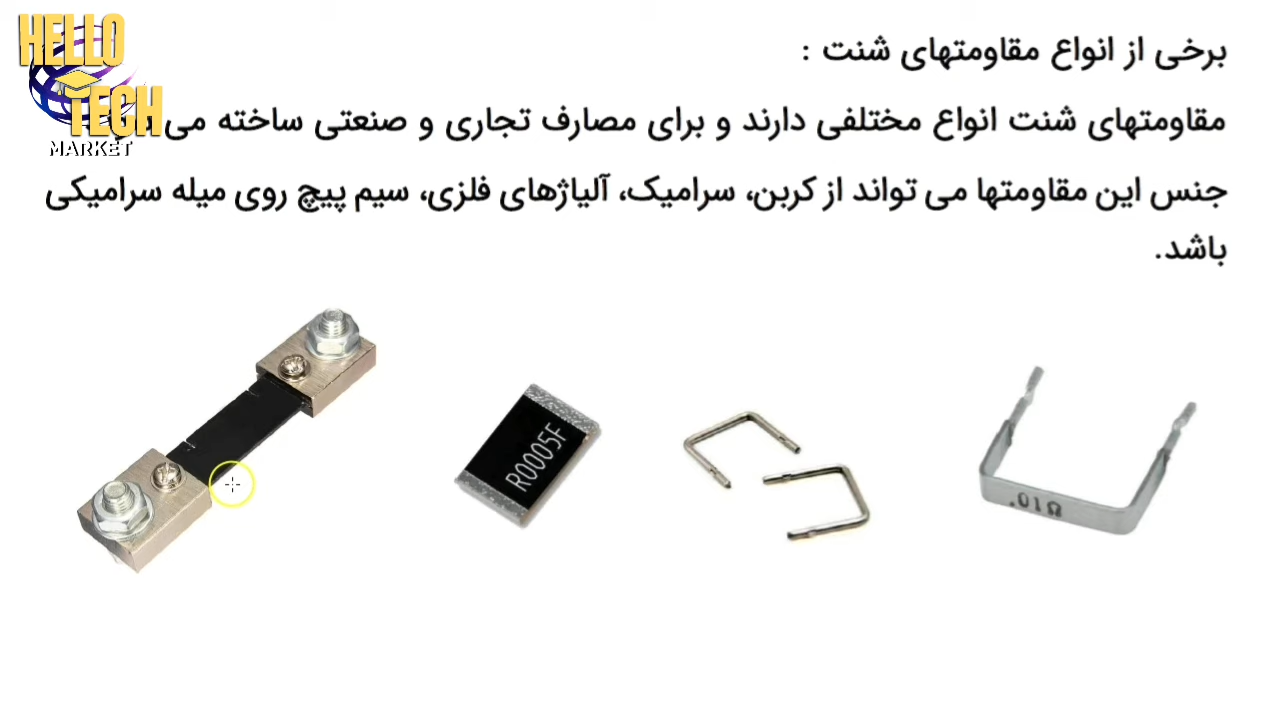 HELLO
TECH
MARKET
برخی از انواع مقاومتهای شنت :
مقاومتهای شنت انواع مختلفی دارند و برای مصارف تجاری و صنعتی ساخته می
جنس این مقاومتها می تواند از کربن، سرامیک، آلیاژهای فلزی، سیم پیچ روی میله سرامیکی
باشد.
R0005F
.01Ω